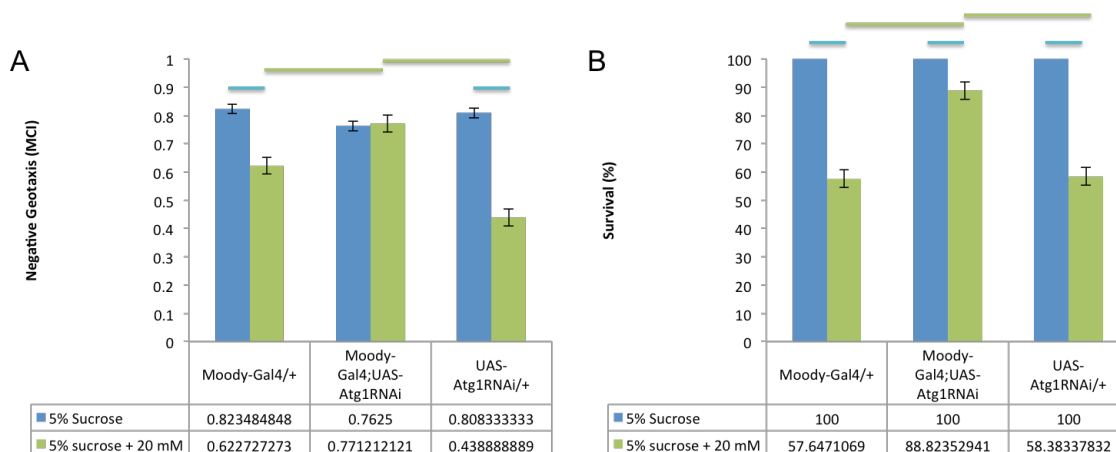 A
Negative Geotaxis (MCI)
1
0.9
0.8
0.7
0.6
0.5
0.4
0.3
0.2
0.1
0
Moody-Gal4/+
Moody-
Gal4;UAS-
Atg1RNAi
UAS-
Atg1RNAi/+
5% Sucrose 0.823484848 0.7625 0.808333333
5% sucrose + 20 mM 0.622727273 0.771212121 0.438888889
B
Survival (%)
100
90
80
70
60
50
40
30
20
10
0
Moody-Gal4/+
Moody-
Gal4;UAS-
Atg1RNAi
UAS-
Atg1RNAi/+
5% Sucrose 100 100 100
5% sucrose + 20 mM 57.6471069 88.82352941 58.38337832